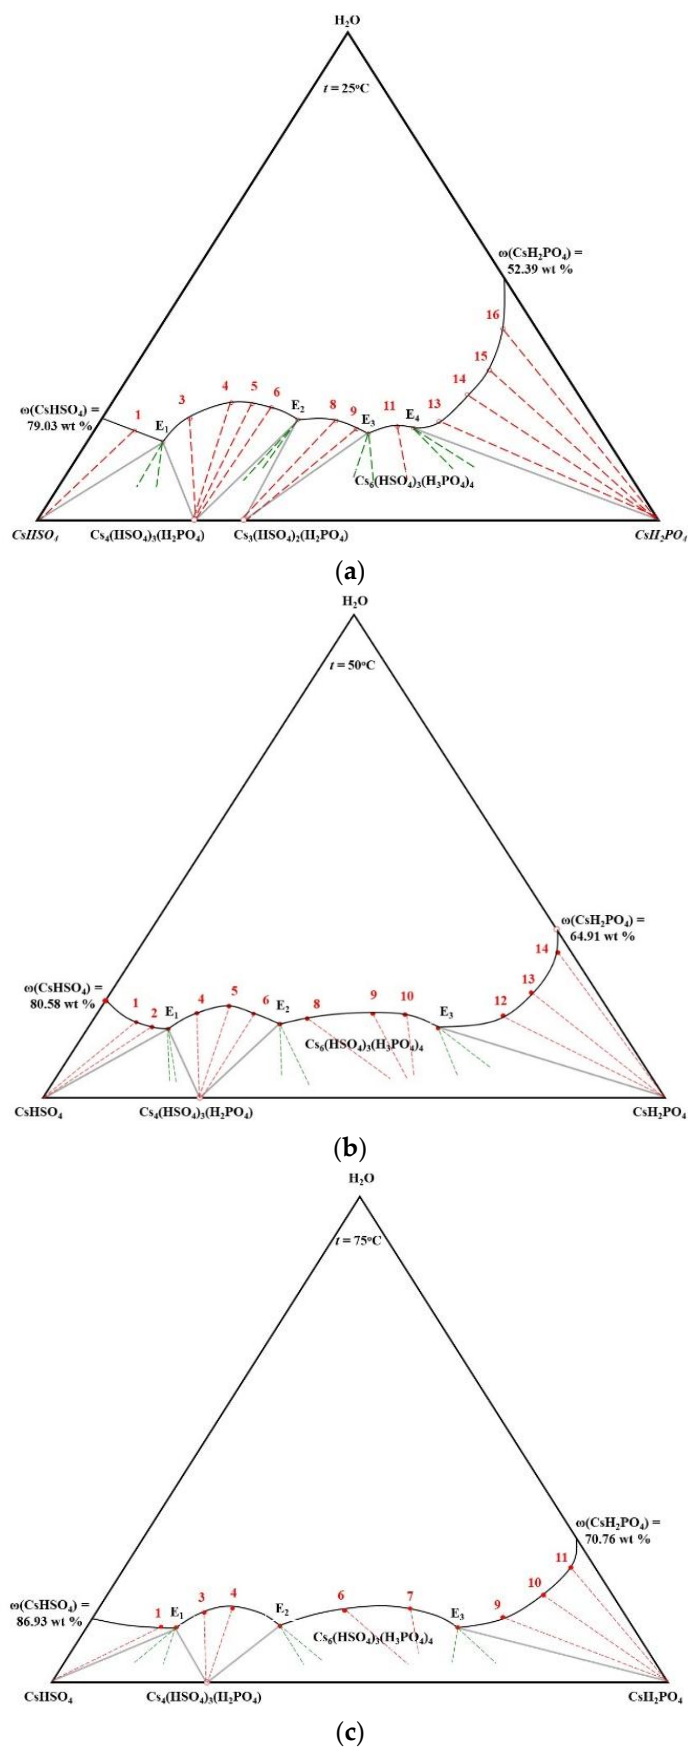 H₂O
t = 25°C
ω(CsH₂PO₄) =
52.39 wt %
16
15
14
13
ω(CsHSO₄) =
79.03 wt %
1
E₁
3
4
5
6
E₂
8
9
E₃
11
E₄
Cs₆(HSO₄)₃(H₃PO₄)₄
CsHSO₄
Cs₄(HSO₄)₃(H₂PO₄)
Cs₃(HSO₄)₂(H₂PO₄)
CsH₂PO₄
(a)
H₂O
t = 50°C
ω(CsH₂PO₄) =
64.91 wt %
14
13
12
ω(CsHSO₄) =
80.58 wt %
1
2
E₁
4
5
6
E₂
8
9
10
E₃
Cs₆(HSO₄)₃(H₃PO₄)₄
CsHSO₄
Cs₄(HSO₄)₃(H₂PO₄)
CsH₂PO₄
(b)
H₂O
t = 75°C
ω(CsH₂PO₄) =
70.76 wt %
11
10
9
ω(CsHSO₄) =
86.93 wt %
1
E₁
3
4
E₂
6
7
E₃
Cs₆(HSO₄)₃(H₃PO₄)₄
CsHSO₄
Cs₄(HSO₄)₃(H₂PO₄)
CsH₂PO₄
(c)